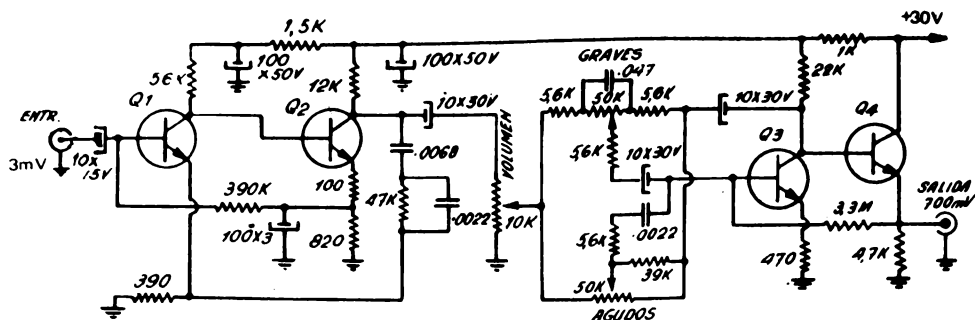 1,5K
+30V
100
x50V
100x50V
1K
GRAVES
.047
56K
12K
22K
5,6K
50K
5,6K
10x30V
10x30V
Q1
Q2
Q3
Q4
ENTR.
3mV
10x
15V
.0068
VOLUMEN
5,6K
10x30V
100
390K
47K
.0022
10K
100x3
820
.0022
5,6K
3,3M
SALIDA
700mV
39K
470
4,7K
390
50K
AGUDOS